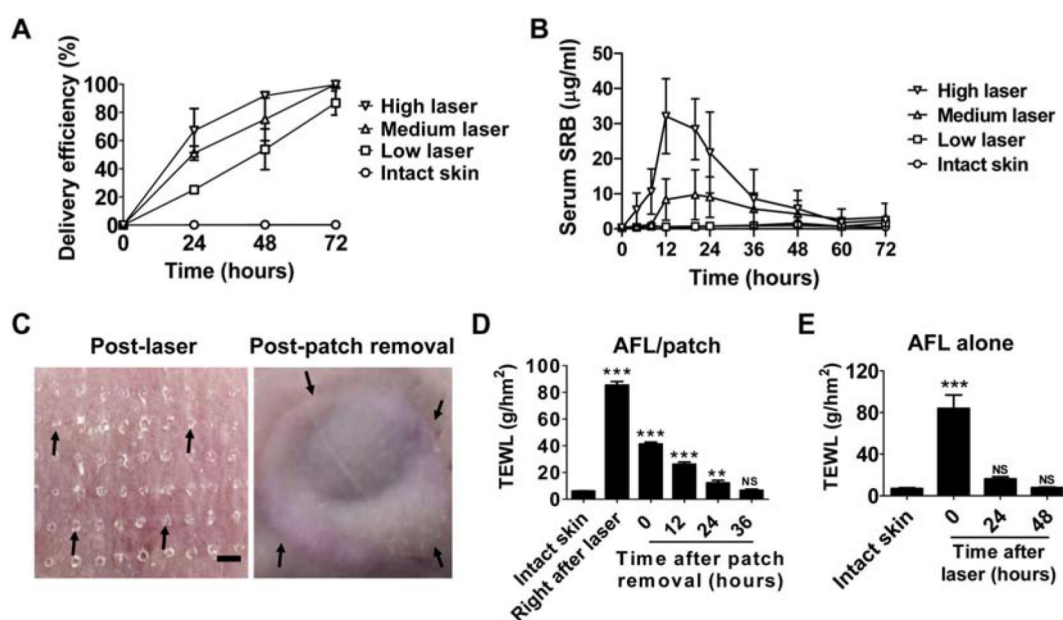 A
Delivery efficiency (%)
100
80
60
40
20
0
0 24 48 72
Time (hours)
High laser
Medium laser
Low laser
Intact skin
B
Serum SRB (μg/ml)
50
40
30
20
10
0
0 12 24 36 48 60 72
Time (hours)
High laser
Medium laser
Low laser
Intact skin
C
Post-laser
Post-patch removal
D
AFL/patch
TEWL (g/hm²)
100
80
60
40
20
0
***
***
***
**
NS
Intact skin
Right after laser
0 12 24 36
Time after patch
removal (hours)
E
AFL alone
TEWL (g/hm²)
120
80
40
0
***
NS
NS
Intact skin
0 24 48
Time after
laser (hours)